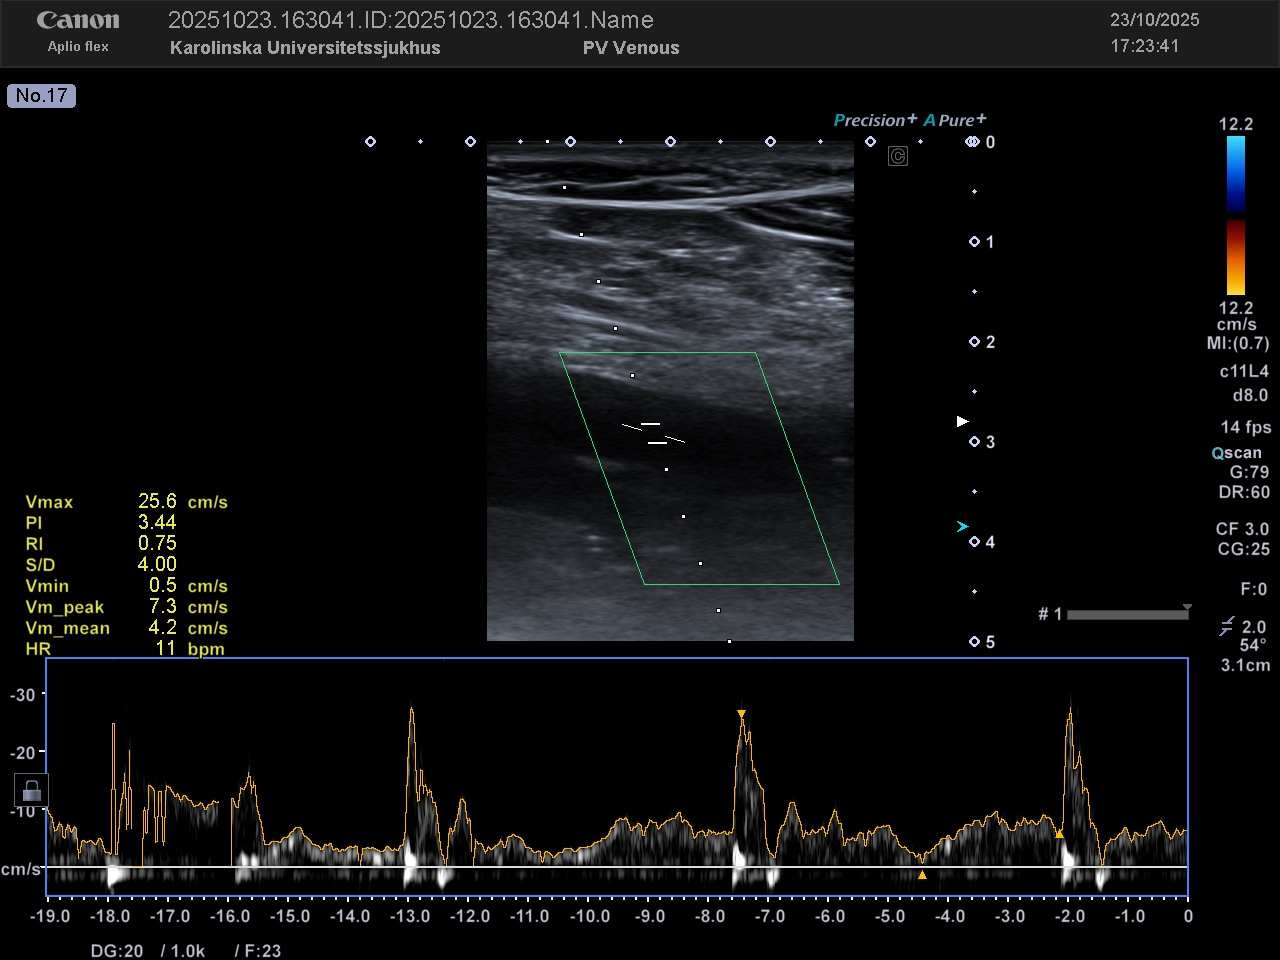 Canon
Aplio flex
20251023.163041.ID:20251023.163041.Name
Karolinska Universitetssjukhus PV Venous
23/10/2025
17:23:41
No.17
Precision+ A Pure+
C
0
1
2
3
4
5
12.2
12.2
cm/s
MI:(0.7)
c11L4
d8.0
14 fps
Qscan
G:79
DR:60
CF 3.0
CG:25
F:0
# 1
2.0
54°
3.1cm
Vmax 25.6 cm/s
PI 3.44
RI 0.75
S/D 4.00
Vmin 0.5 cm/s
Vm_peak 7.3 cm/s
Vm_mean 4.2 cm/s
HR 11 bpm
-30
-20
-10
cm/s
-19.0 -18.0 -17.0 -16.0 -15.0 -14.0 -13.0 -12.0 -11.0 -10.0 -9.0 -8.0 -7.0 -6.0 -5.0 -4.0 -3.0 -2.0 -1.0 0
DG:20 / 1.0k / F:23